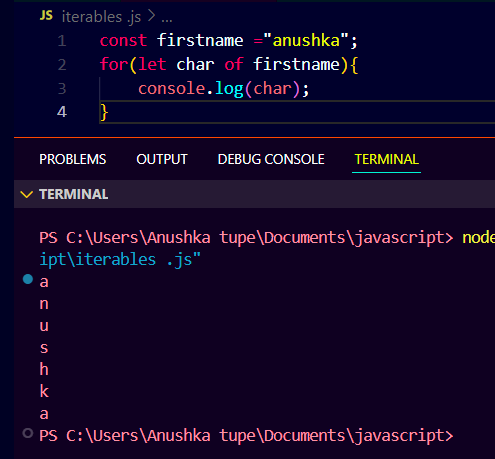 JS iterables .js > ...
1 const firstname ="anushka";
2 for(let char of firstname){
3     console.log(char);
4 }
PROBLEMS OUTPUT DEBUG CONSOLE TERMINAL
TERMINAL
PS C:\Users\Anushka tupe\Documents\javascript> node
ipt\iterables .js"
a
n
u
s
h
k
a
PS C:\Users\Anushka tupe\Documents\javascript>